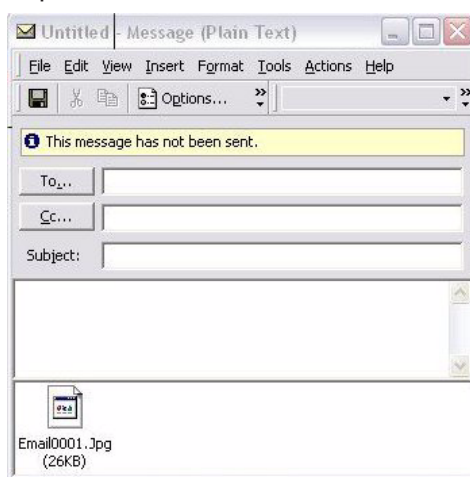 Untitled - Message (Plain Text)
File Edit View Insert Format Tools Actions Help
Options...
This message has not been sent.
To...
Cc...
Subject:
Email0001.Jpg
(26KB)